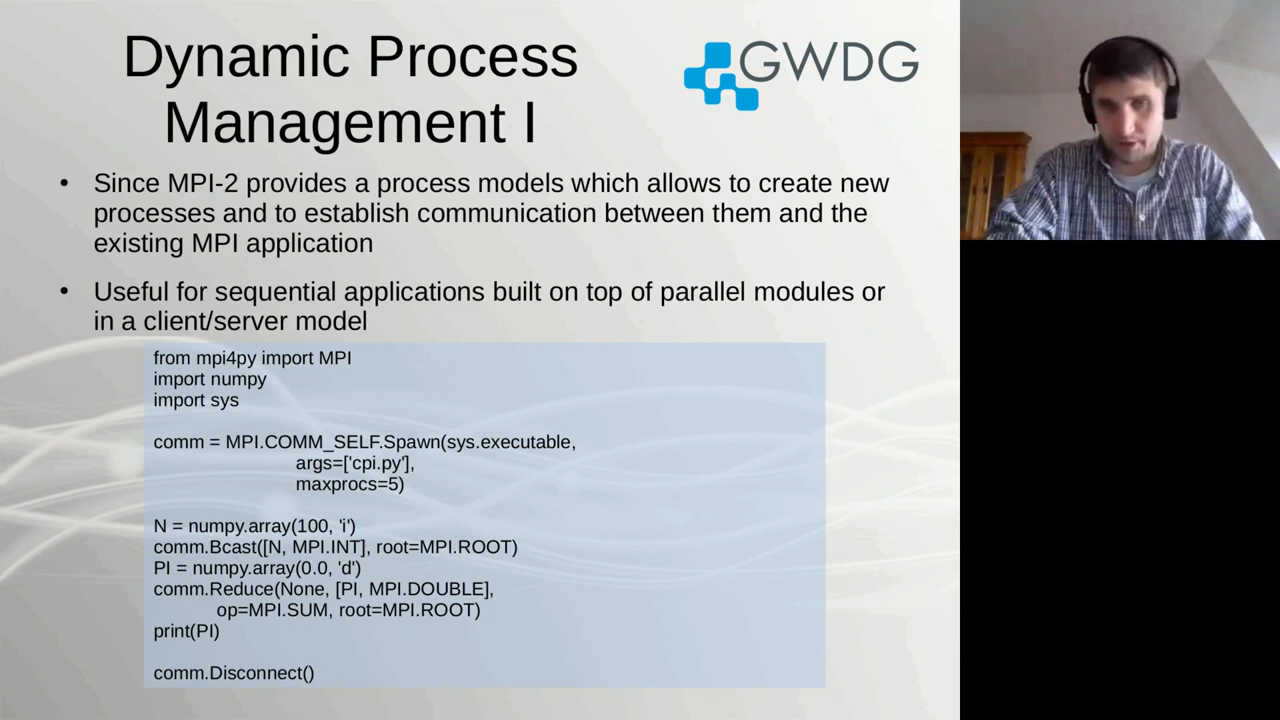 Dynamic Process
Management I
GWDG
• Since MPI-2 provides a process models which allows to create new
processes and to establish communication between them and the
existing MPI application
• Useful for sequential applications built on top of parallel modules or
in a client/server model
from mpi4py import MPI
import numpy
import sys
comm = MPI.COMM_SELF.Spawn(sys.executable,
args=['cpi.py'],
maxprocs=5)
N = numpy.array(100, 'i')
comm.Bcast([N, MPI.INT], root=MPI.ROOT)
PI = numpy.array(0.0, 'd')
comm.Reduce(None, [PI, MPI.DOUBLE],
op=MPI.SUM, root=MPI.ROOT)
print(PI)
comm.Disconnect()